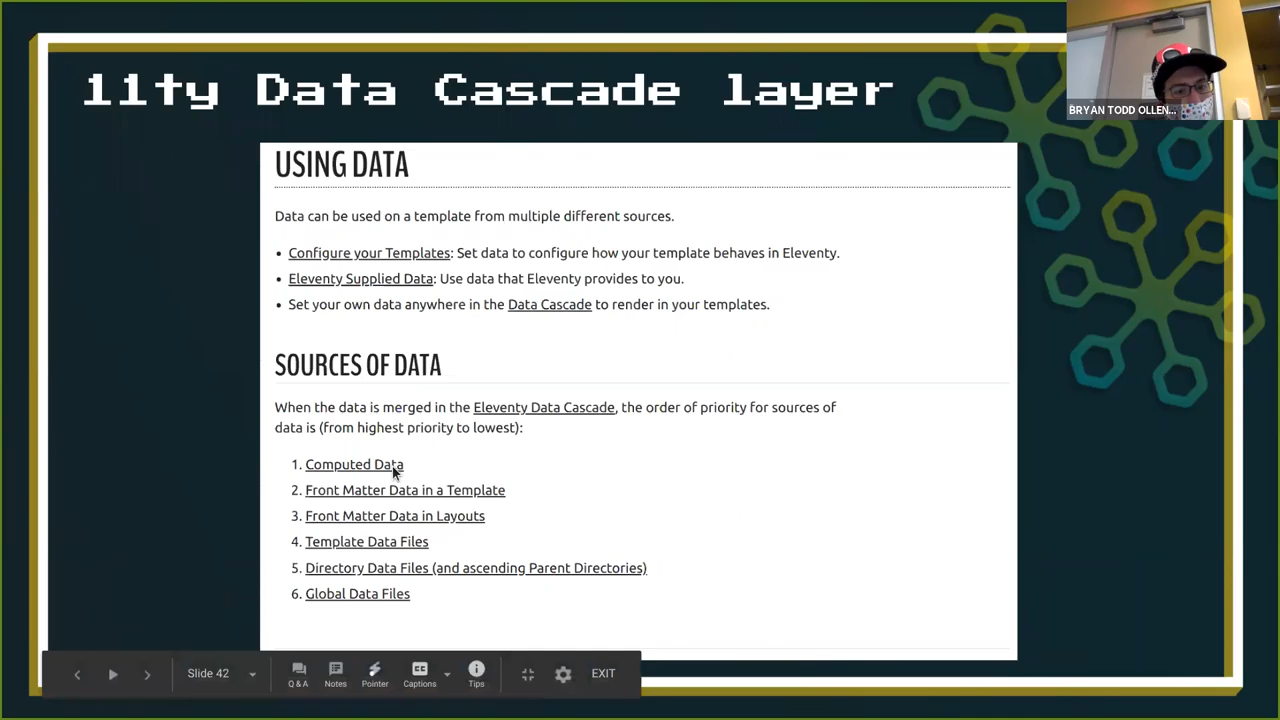 11ty Data Cascade layer
BRYAN TODD OLLEN...
USING DATA
Data can be used on a template from multiple different sources.
• Configure your Templates: Set data to configure how your template behaves in Eleventy.
• Eleventy Supplied Data: Use data that Eleventy provides to you.
• Set your own data anywhere in the Data Cascade to render in your templates.
SOURCES OF DATA
When the data is merged in the Eleventy Data Cascade, the order of priority for sources of
data is (from highest priority to lowest):
1. Computed Data
2. Front Matter Data in a Template
3. Front Matter Data in Layouts
4. Template Data Files
5. Directory Data Files (and ascending Parent Directories)
6. Global Data Files
Slide 42
Q & A
Notes
Pointer
CC
Captions
Tips
EXIT